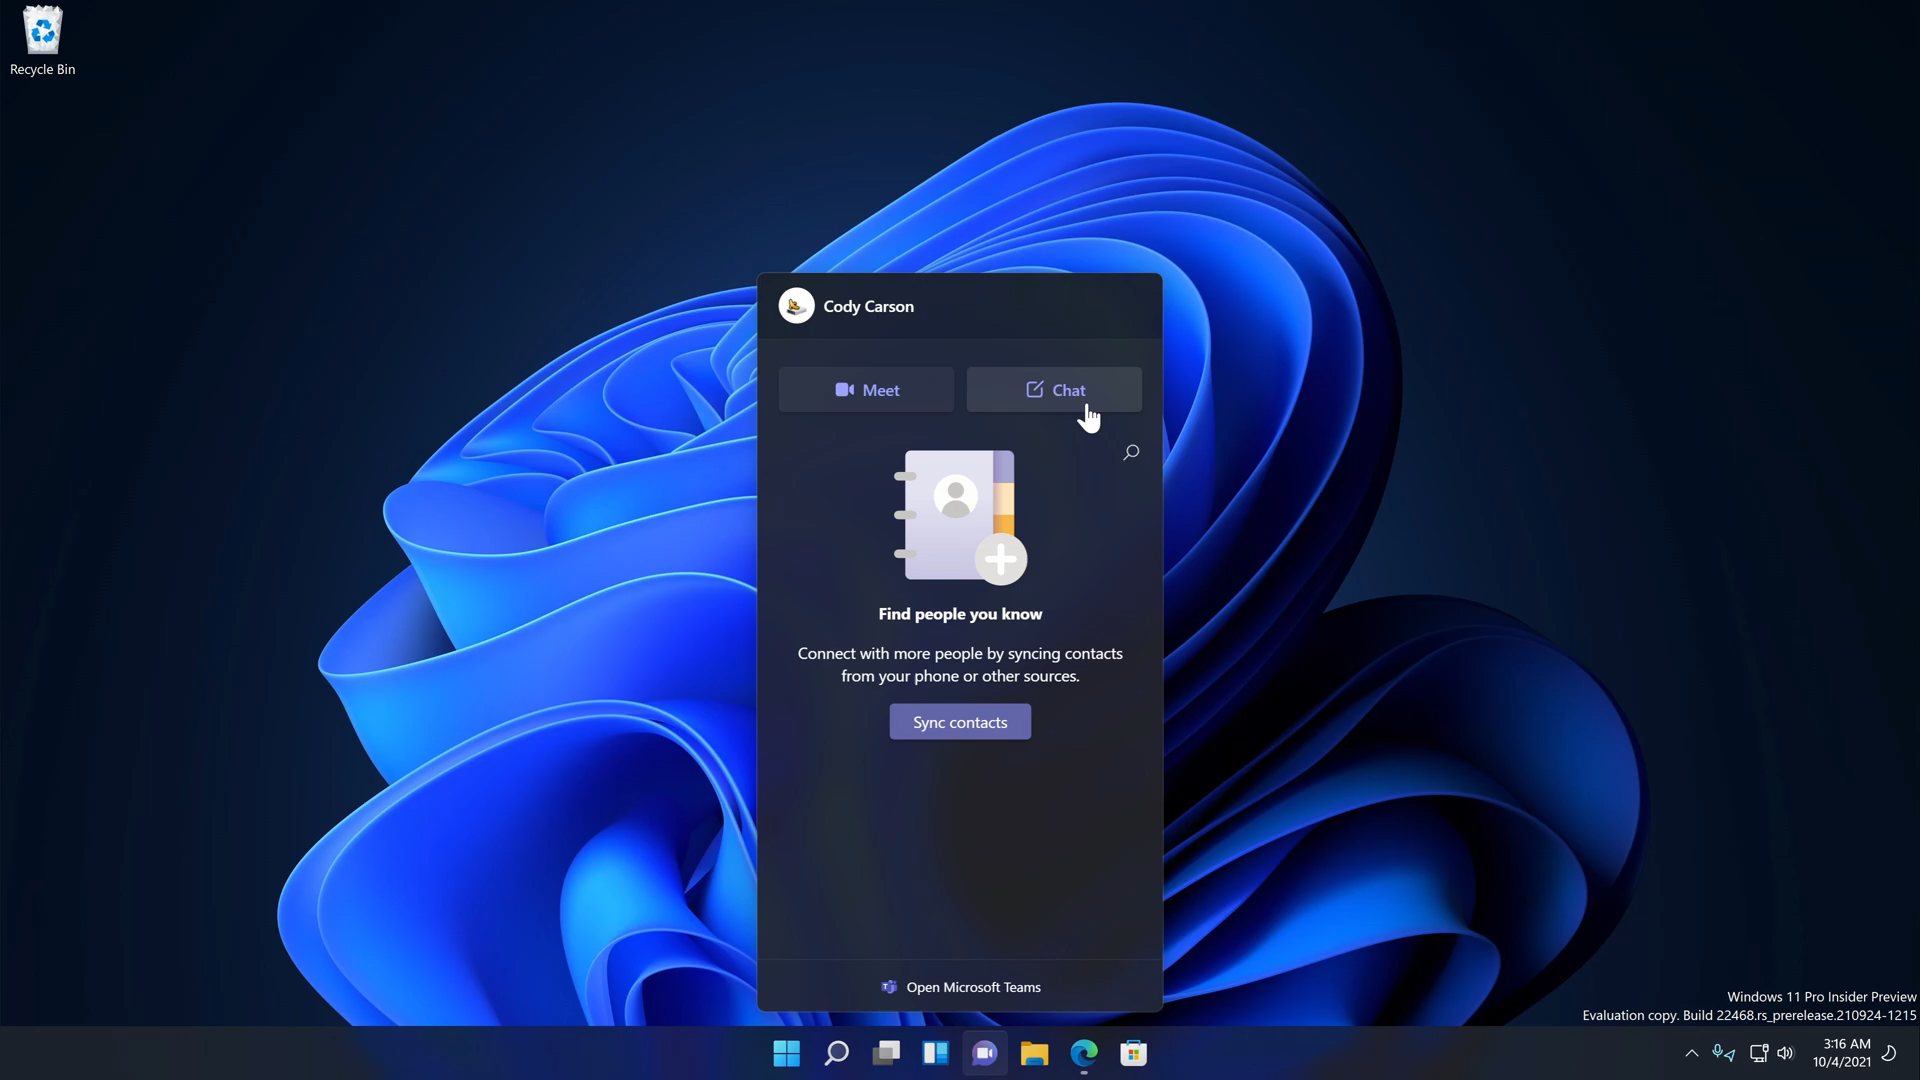 Recycle Bin
Cody Carson
Meet
Chat
Find people you know
Connect with more people by syncing contacts
from your phone or other sources.
Sync contacts
Open Microsoft Teams
Windows 11 Pro Insider Preview
Evaluation copy. Build 22468.rs_prerelease.210924-1215
3:16 AM
10/4/2021